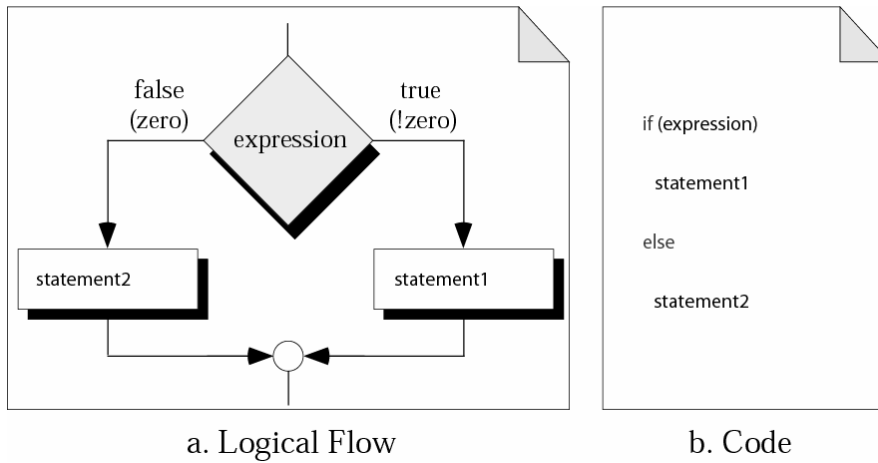 false
(zero)
true
(!zero)
expression
statement2
statement1
a. Logical Flow
if (expression)
statement1
else
statement2
b. Code